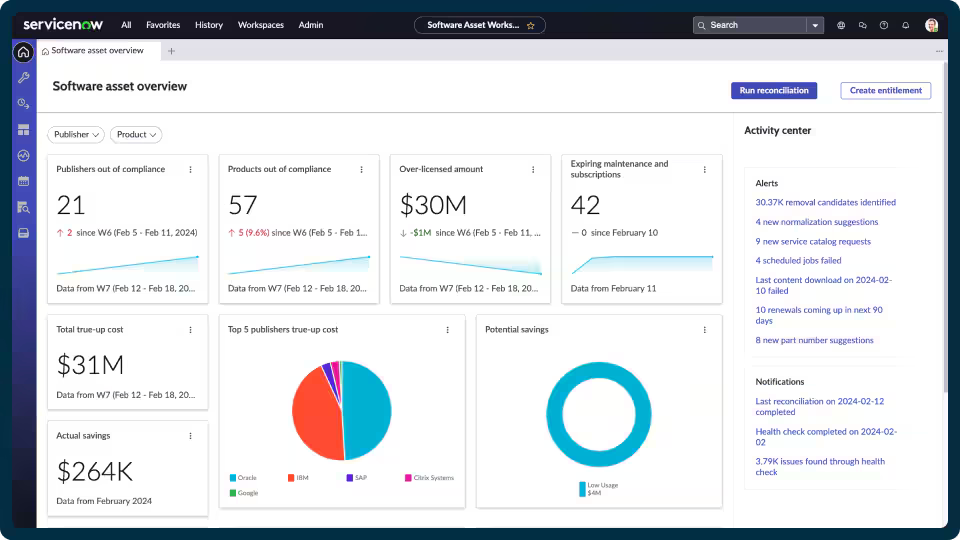 servicenow All Favorites History Workspaces Admin Software Asset Works... Search
Software asset overview
Software asset overview
Run reconciliation Create entitlement
Publisher Product
Publishers out of compliance
21
2 since W6 (Feb 5 - Feb 11, 2024)
Data from W7 (Feb 12 - Feb 18, 20...
Products out of compliance
57
5 (9.6%) since W6 (Feb 5 - Feb 1...
Data from W7 (Feb 12 - Feb 18, 20...
Over-licensed amount
$30M
-$1M since W6 (Feb 5 - Feb 11, ...
Data from W7 (Feb 12 - Feb 18, 20...
Expiring maintenance and
subscriptions
42
0 since February 10
Data from February 11
Total true-up cost
$31M
Data from W7 (Feb 12 - Feb 18, 20...
Actual savings
$264K
Data from February 2024
Top 5 publishers true-up cost
Oracle IBM SAP Citrix Systems
Google
Potential savings
Low Usage
$4M
Activity center
Alerts
30.37K removal candidates identified
4 new normalization suggestions
9 new service catalog requests
4 scheduled jobs failed
Last content download on 2024-02-
10 failed
10 renewals coming up in next 90
days
8 new part number suggestions
Notifications
Last reconciliation on 2024-02-12
completed
Health check completed on 2024-02-
02
3.79K issues found through health
check